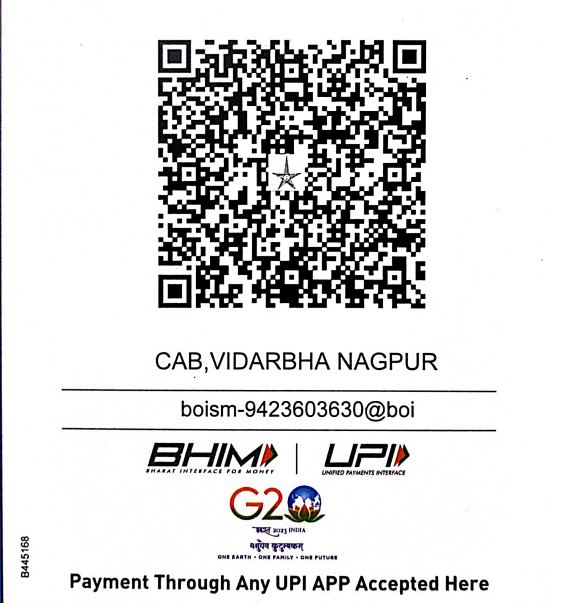 CAB,VIDARBHA NAGPUR
boism-9423603630@boi
BHIM | UPI
BHARAT INTERFACE FOR MONEY UNIFIED PAYMENTS INTERFACE
G20
भारत 2023 INDIA
वसुधैव कुटुम्बकम्
ONE EARTH • ONE FAMILY • ONE FUTURE
B445168
Payment Through Any UPI APP Accepted Here